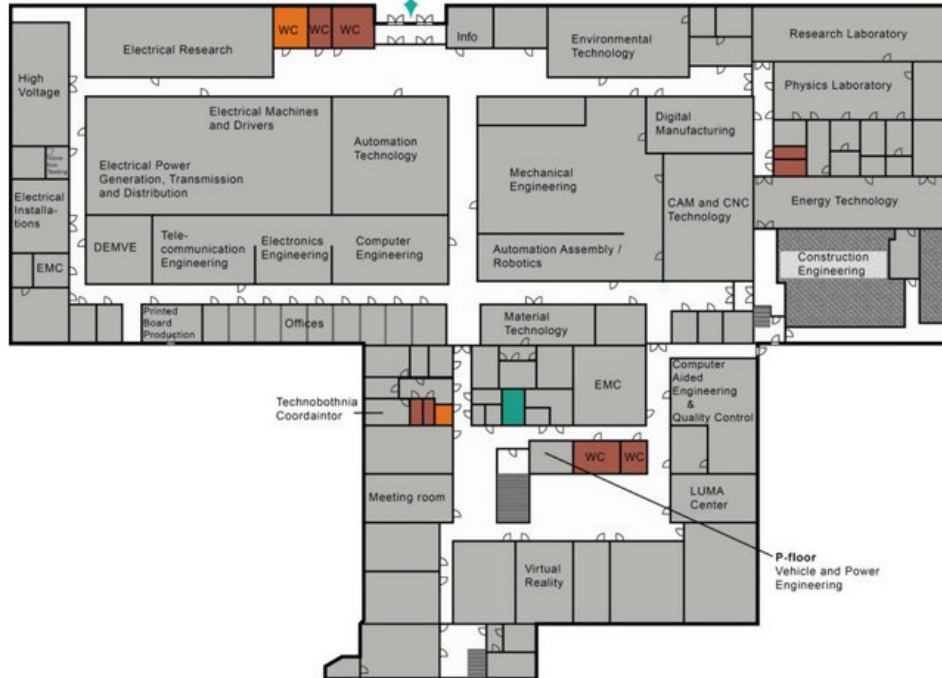 WC
WC
WC
Info
Electrical Research
Environmental
Technology
Research Laboratory
High
Voltage
Physics Laboratory
Electrical Machines
and Drivers
Automation
Technology
Digital
Manufacturing
Electrical Power
Generation, Transmission
and Distribution
Mechanical
Engineering
Testing
Electrical
Installa-
tions
CAM and CNC
Technology
Energy Technology
DEMVE
Tele-
communication
Engineering
Electronics
Engineering
Computer
Engineering
Automation Assembly /
Robotics
Construction
Engineering
EMC
Printed
Board
Production
Offices
Material
Technology
Technobothnia
Coordaintor
EMC
Computer
Aided
Engineering
&
Quality Control
WC
WC
Meeting room
LUMA
Center
P-floor
Vehicle and Power
Engineering
Virtual
Reality